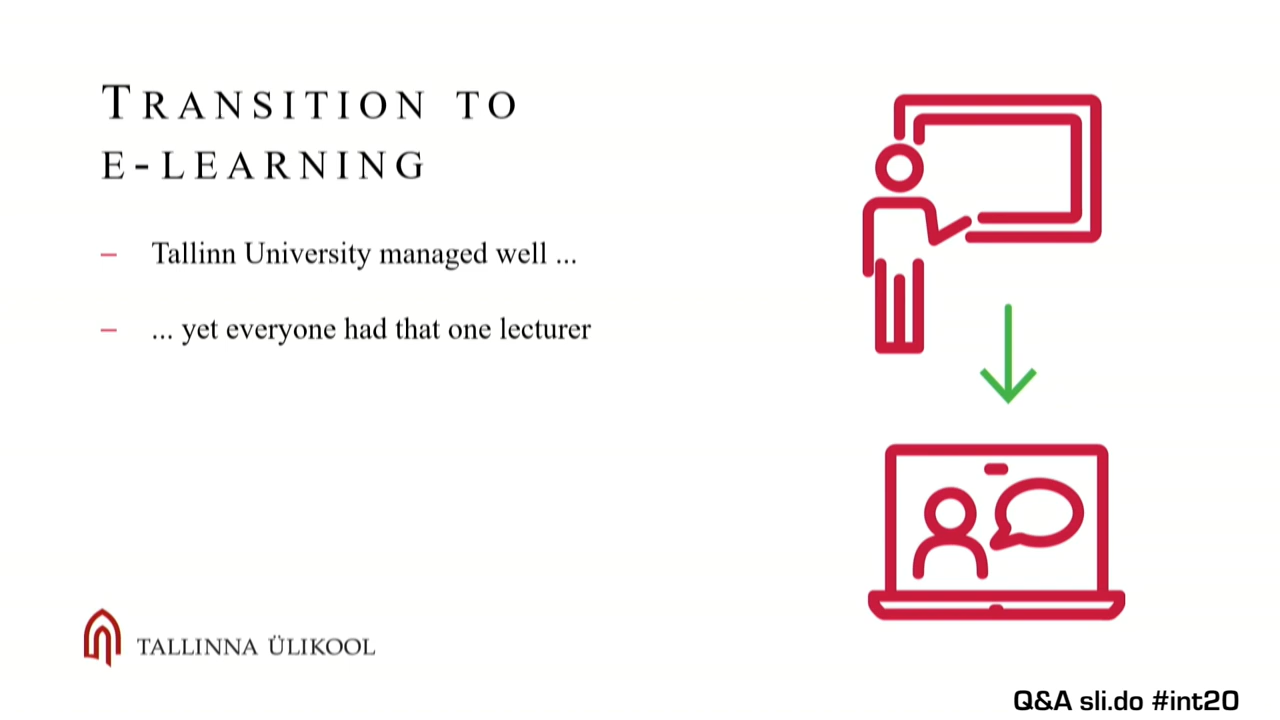 TRANSITION TO
E-LEARNING
– Tallinn University managed well ...
– ... yet everyone had that one lecturer
TALLINNA ÜLIKOOL
Q&A sli.do #int20